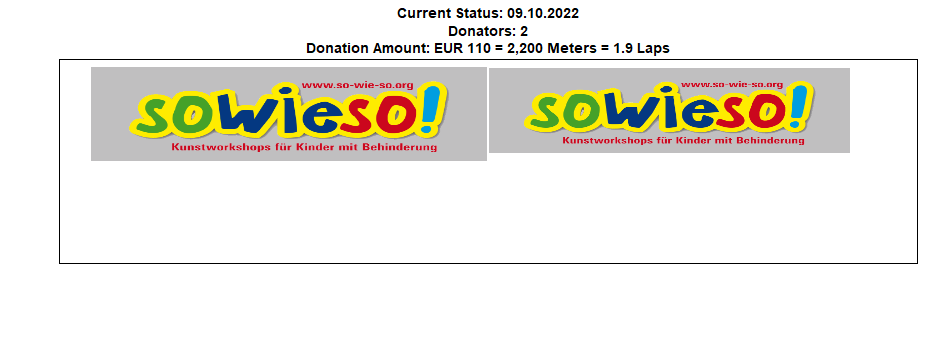 Current Status: 09.10.2022
Donators: 2
Donation Amount: EUR 110 = 2,200 Meters = 1.9 Laps
www.so-wie-so.org
sowieso!
Kunstworkshops für Kinder mit Behinderung
www.so-wie-so.org
sowieso!
Kunstworkshops für Kinder mit Behinderung